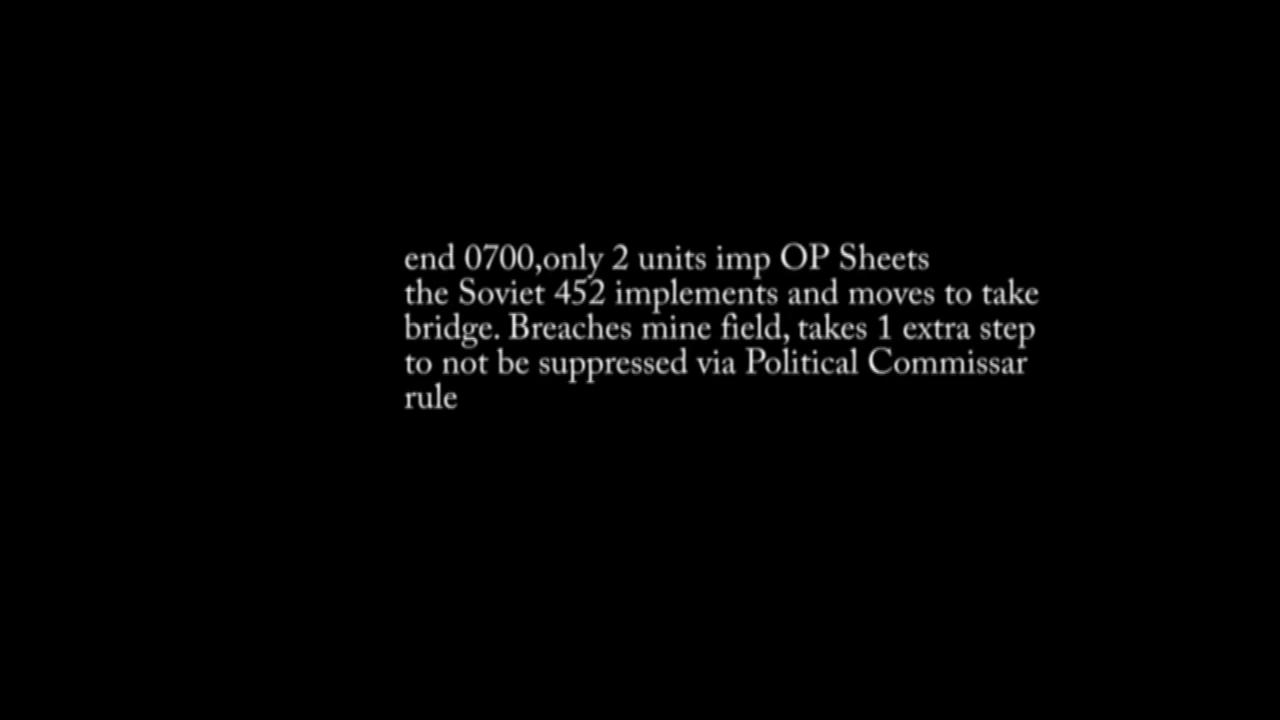 end 0700,only 2 units imp OP Sheets
the Soviet 452 implements and moves to take
bridge. Breaches mine field, takes 1 extra step
to not be suppressed via Political Commissar
rule